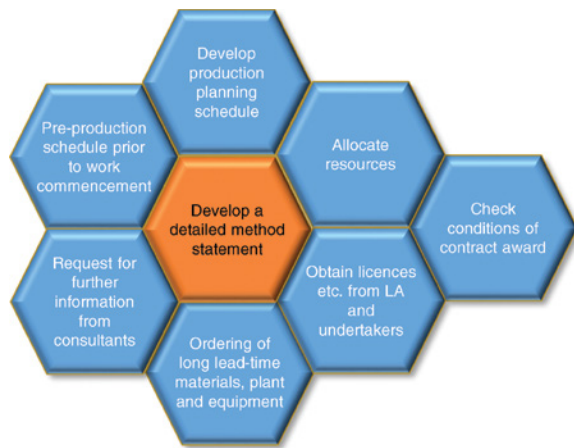 Develop
production
planning
schedule
Pre-production
schedule prior
to work
commencement
Allocate
resources
Develop a
detailed method
statement
Check
conditions of
contract award
Request for
further
information
from
consultants
Obtain licences
etc. from LA
and
undertakers
Ordering of
long lead-time
materials, plant
and equipment